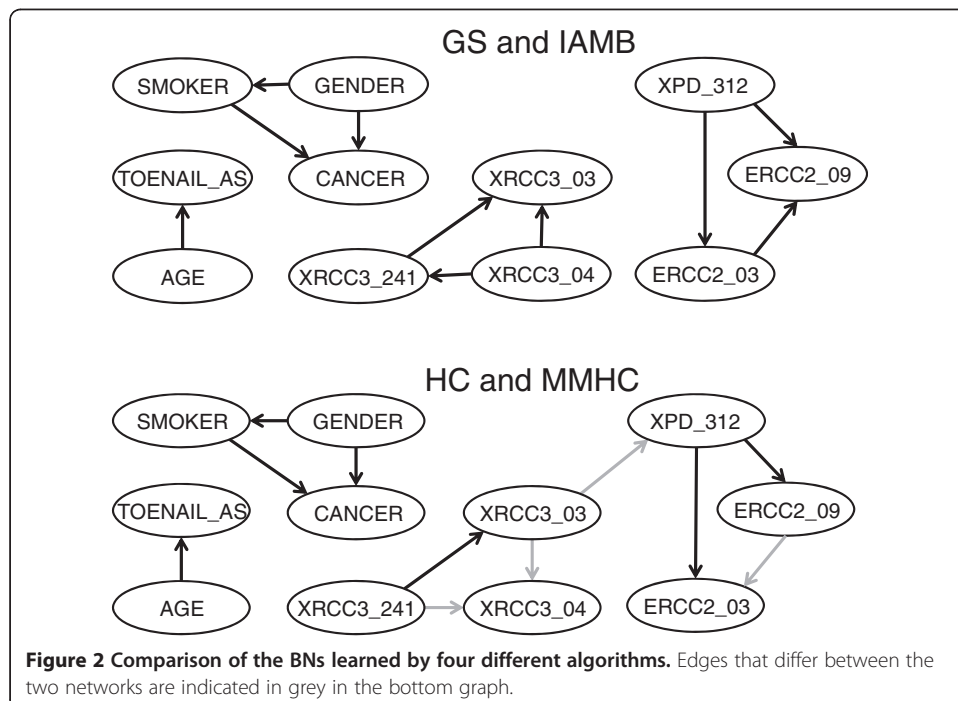 GS and IAMB
SMOKER
GENDER
XPD_312
TOENAIL_AS
CANCER
XRCC3_03
ERCC2_09
AGE
XRCC3_241
XRCC3_04
ERCC2_03
HC and MMHC
SMOKER
GENDER
XPD_312
TOENAIL_AS
CANCER
XRCC3_03
ERCC2_09
AGE
XRCC3_241
XRCC3_04
ERCC2_03
Figure 2 Comparison of the BNs learned by four different algorithms. Edges that differ between the
two networks are indicated in grey in the bottom graph.